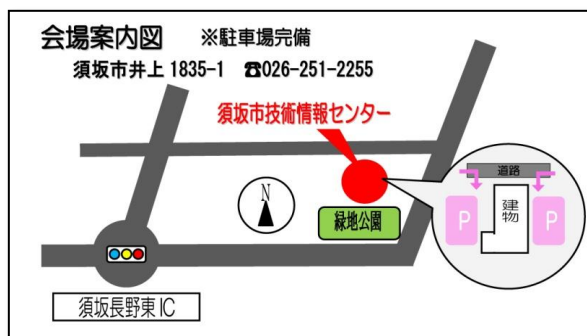 会場案内図 ※駐車場完備
須坂市井上 1835-1 ☎026-251-2255
須坂市技術情報センター
道路
P
建物
P
N
緑地公園
須坂長野東 IC